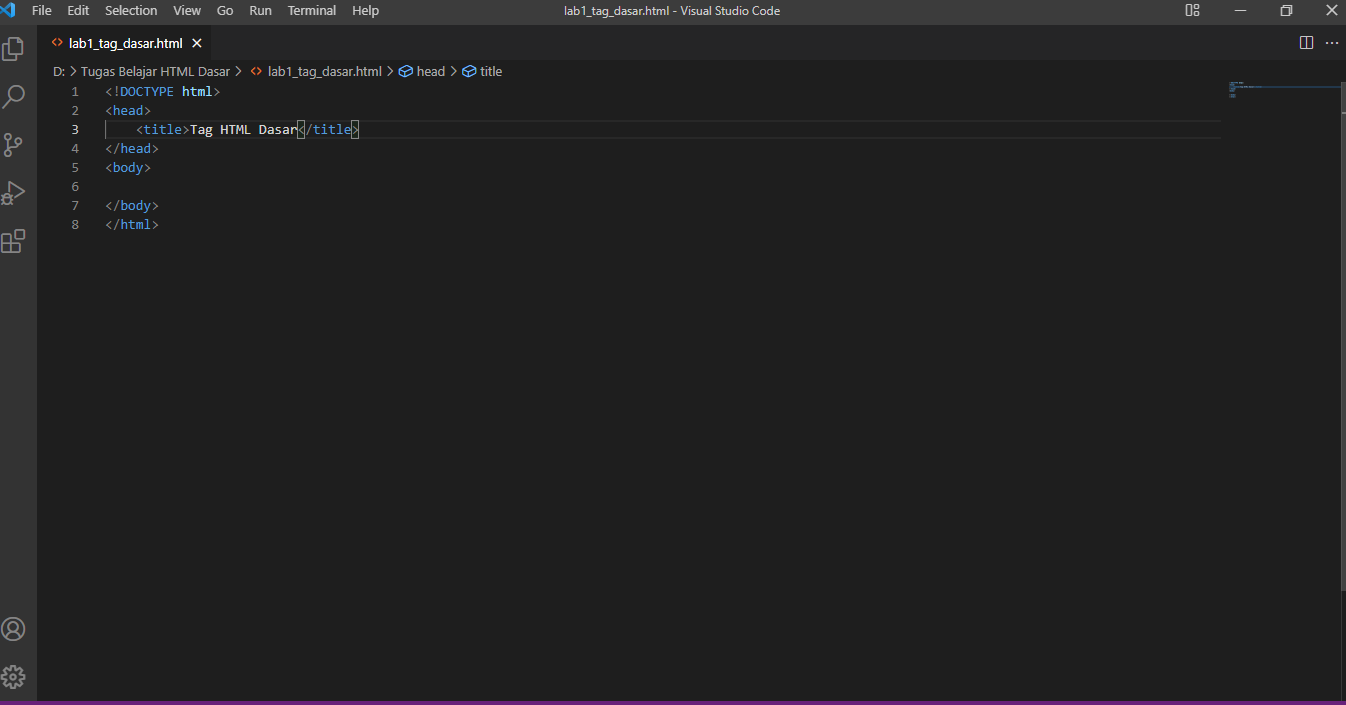 File Edit Selection View Go Run Terminal Help lab1_tag_dasar.html - Visual Studio Code
lab1_tag_dasar.html
D: > Tugas Belajar HTML Dasar > lab1_tag_dasar.html > head > title
1 <!DOCTYPE html>
2 <head>
3     <title>Tag HTML Dasar</title>
4 </head>
5 <body>
6
7 </body>
8 </html>